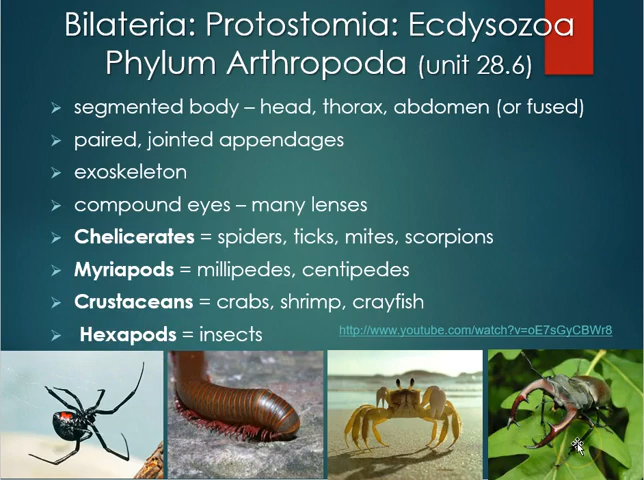 Bilateria: Protostomia: Ecdysozoa
Phylum Arthropoda (unit 28.6)
segmented body – head, thorax, abdomen (or fused)
paired, jointed appendages
exoskeleton
compound eyes – many lenses
Chelicerates = spiders, ticks, mites, scorpions
Myriapods = millipedes, centipedes
Crustaceans = crabs, shrimp, crayfish
Hexapods = insects
http://www.youtube.com/watch?v=oE7sGyCBWr8